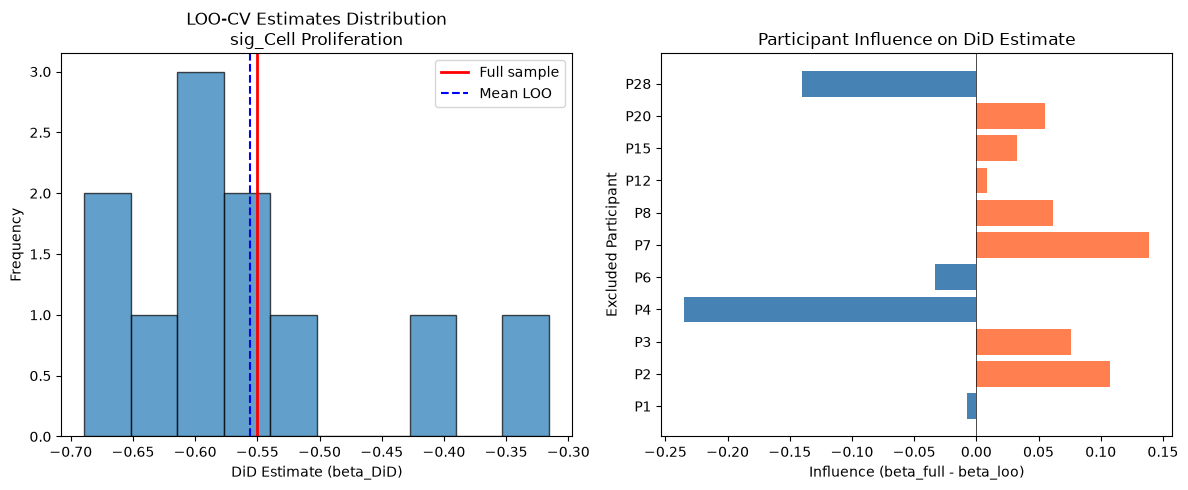 LOO-CV Estimates Distribution
sig_Cell Proliferation
Full sample
Mean LOO
3.0
2.5
2.0
1.5
1.0
0.5
0.0
Frequency
−0.70 −0.65 −0.60 −0.55 −0.50 −0.45 −0.40 −0.35 −0.30
DiD Estimate (beta_DiD)
Participant Influence on DiD Estimate
P28
P20
P15
P12
P8
P7
P6
P4
P3
P2
P1
Excluded Participant
−0.25 −0.20 −0.15 −0.10 −0.05 0.00 0.05 0.10 0.15
Influence (beta_full - beta_loo)